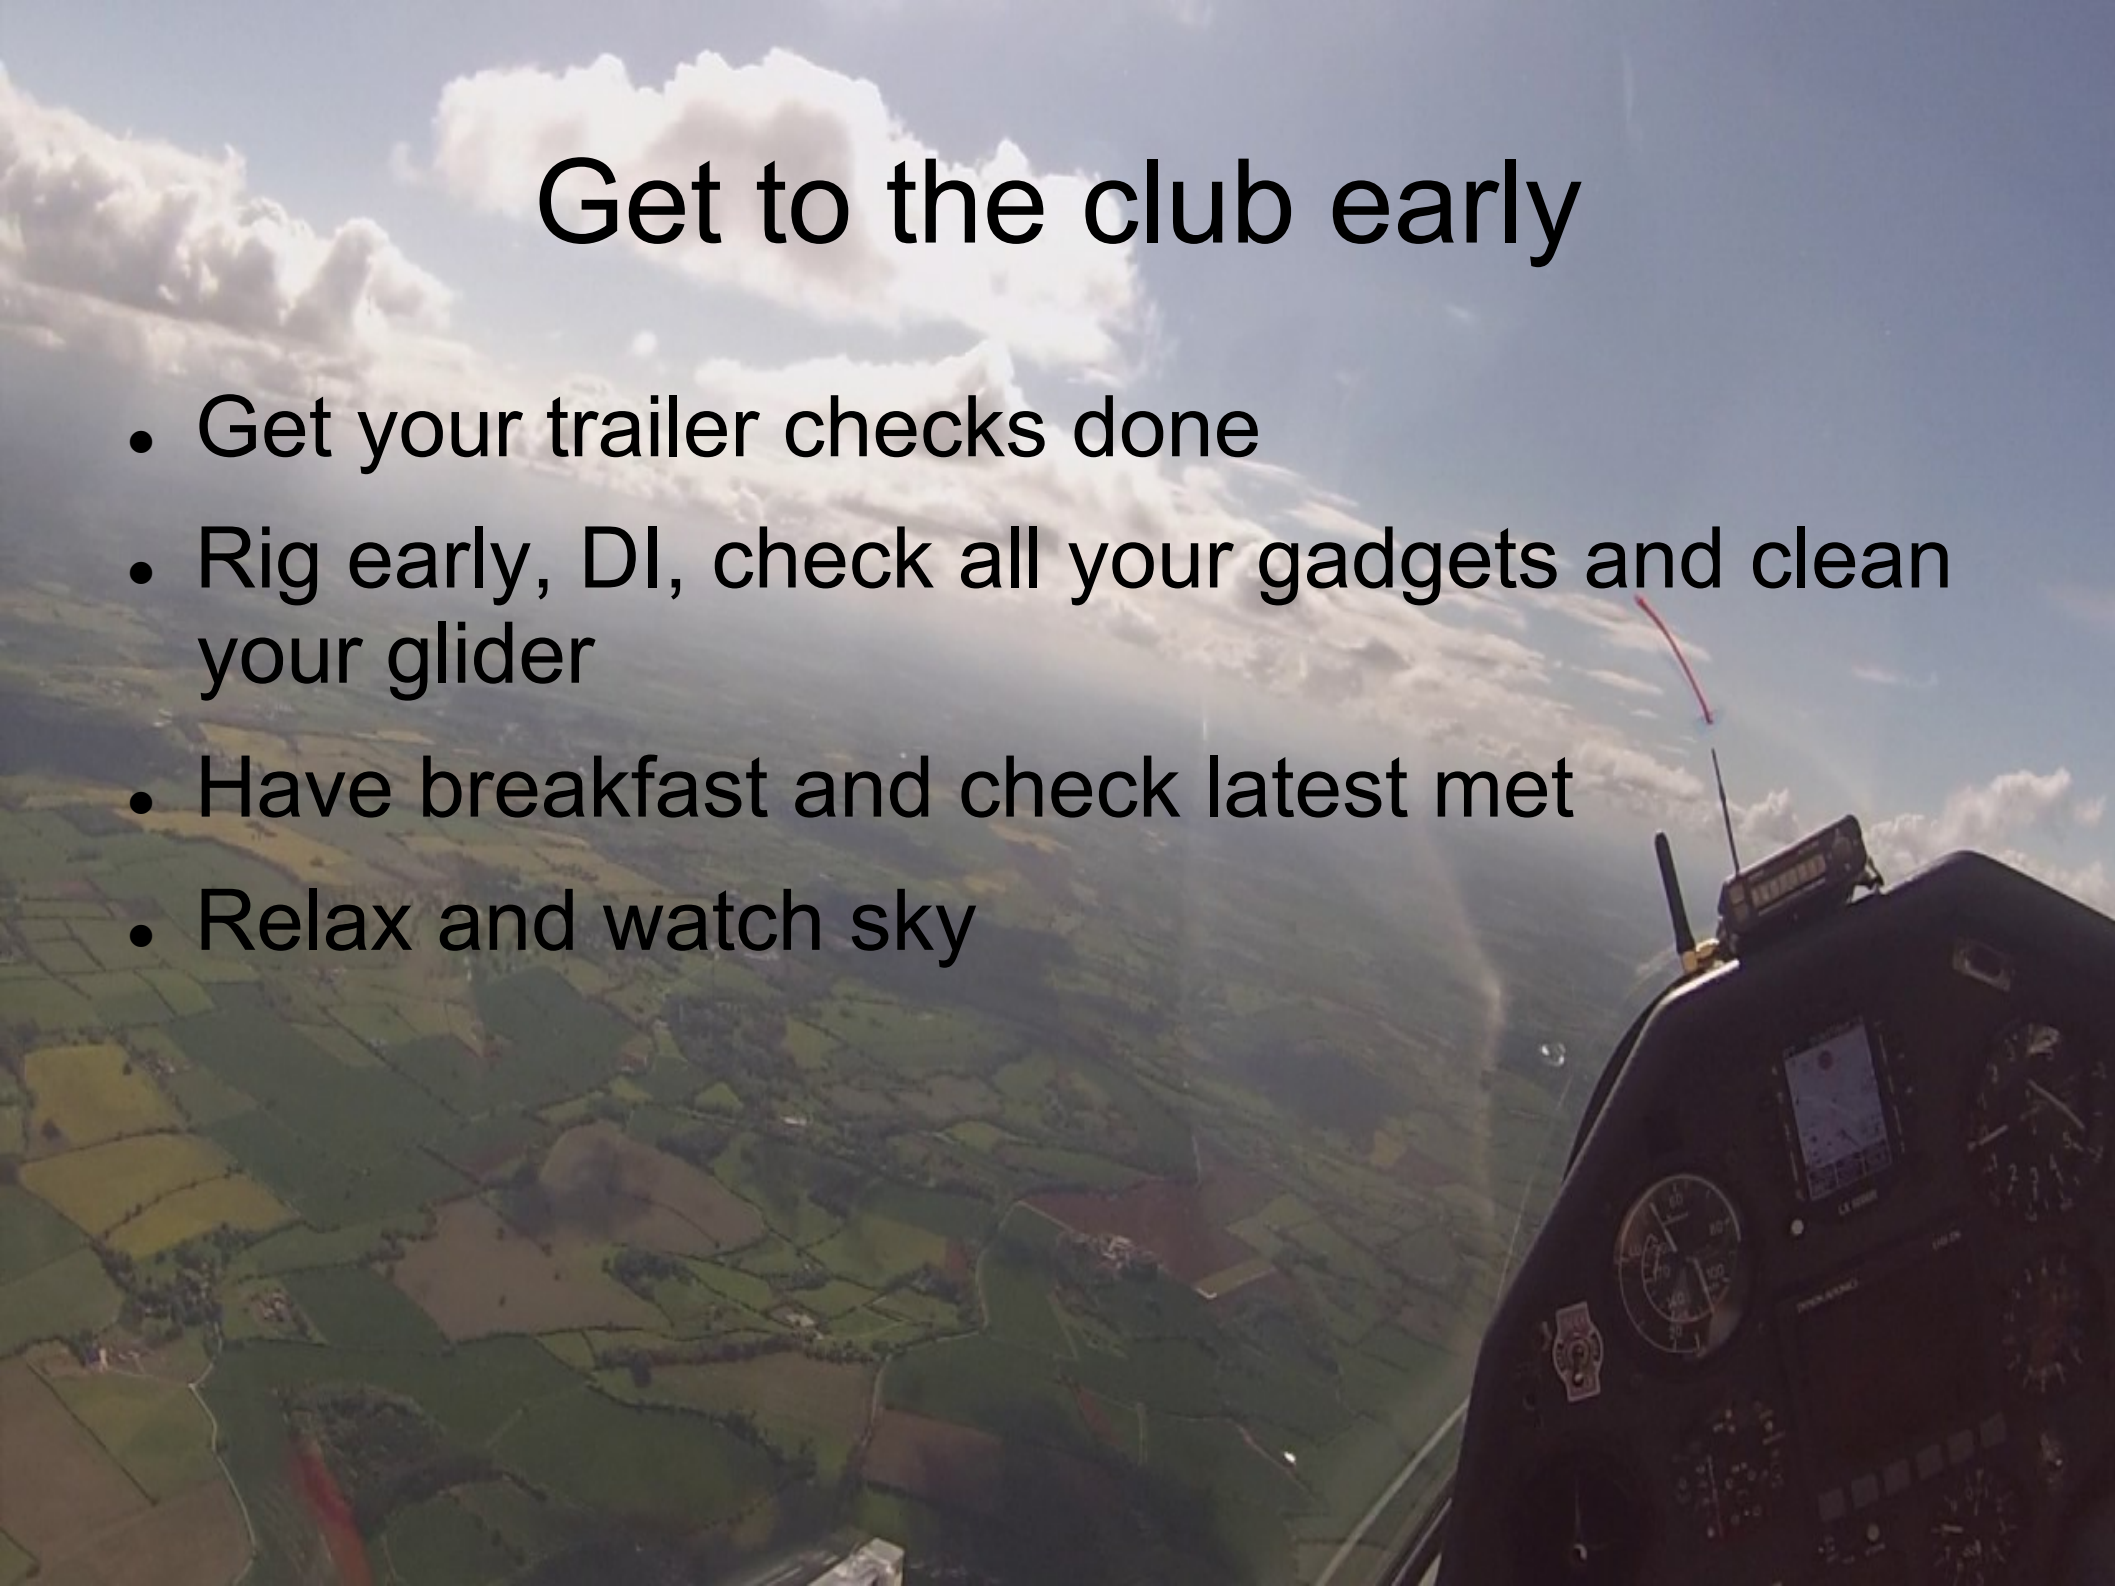 Get to the club early
● Get your trailer checks done
● Rig early, DI, check all your gadgets and clean
your glider
● Have breakfast and check latest met
● Relax and watch sky